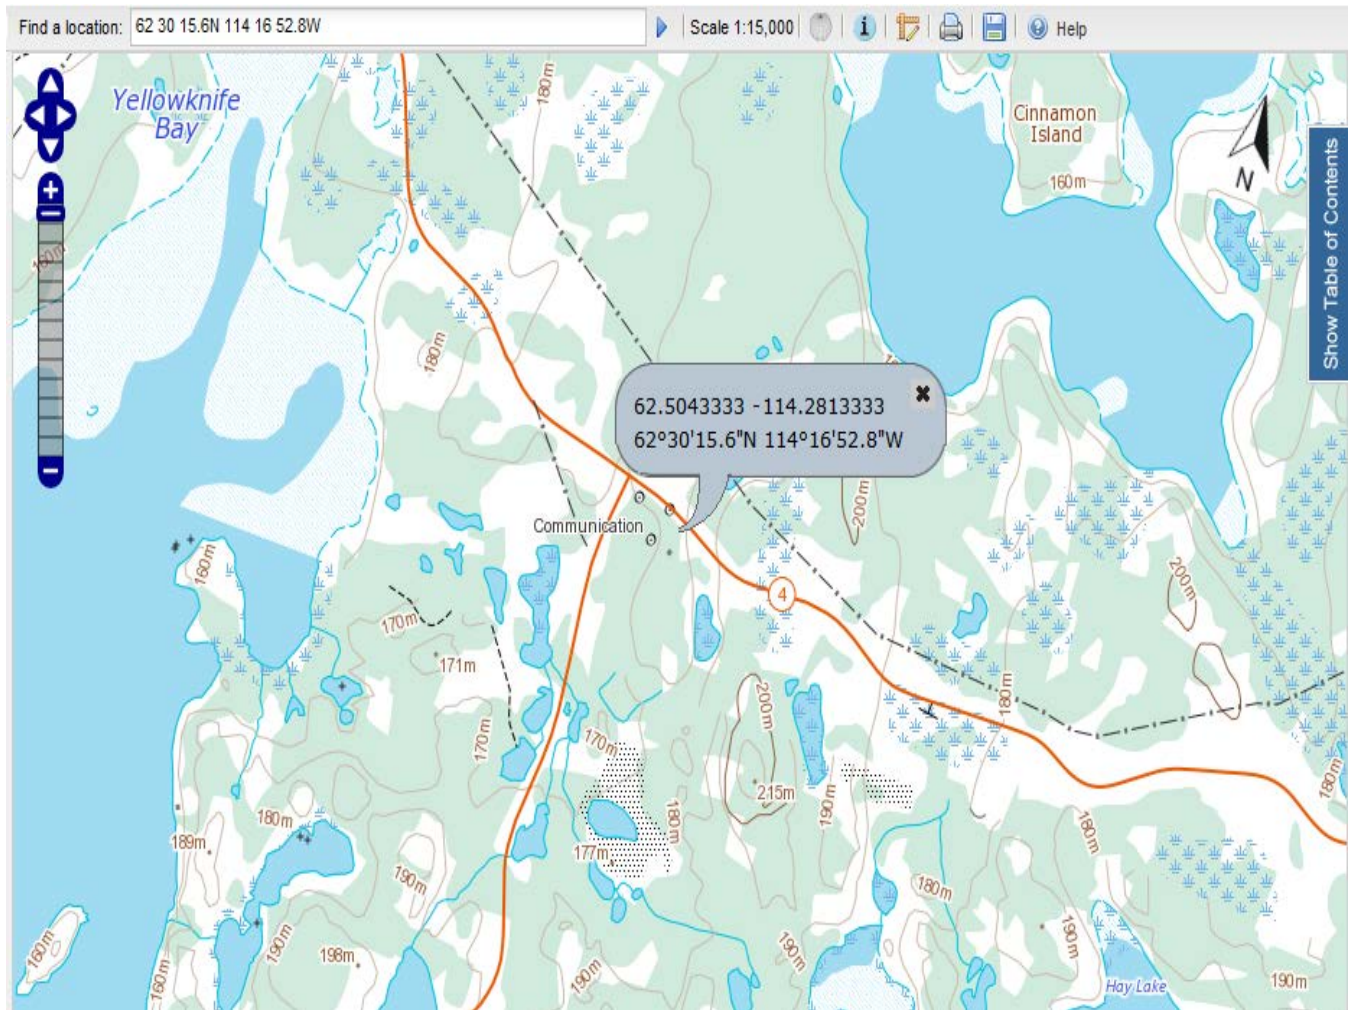 Find a location: 62 30 15.6N 114 16 52.8W Scale 1:15,000 i ? Help
Yellowknife
Bay
180m
Cinnamon
Island
160m
N
Show Table of Contents
160m
180m
62.5043333 -114.2813333
62°30'15.6"N 114°16'52.8"W
200m
Communication
160m
4
200m
170m
171m
180m
200m
170m
170m
180m
215m
190m
180m
180m
180m
189m
177m
190m
180m
190m
198m
190m
190m
190m
160m
160m
Hay Lake
190m